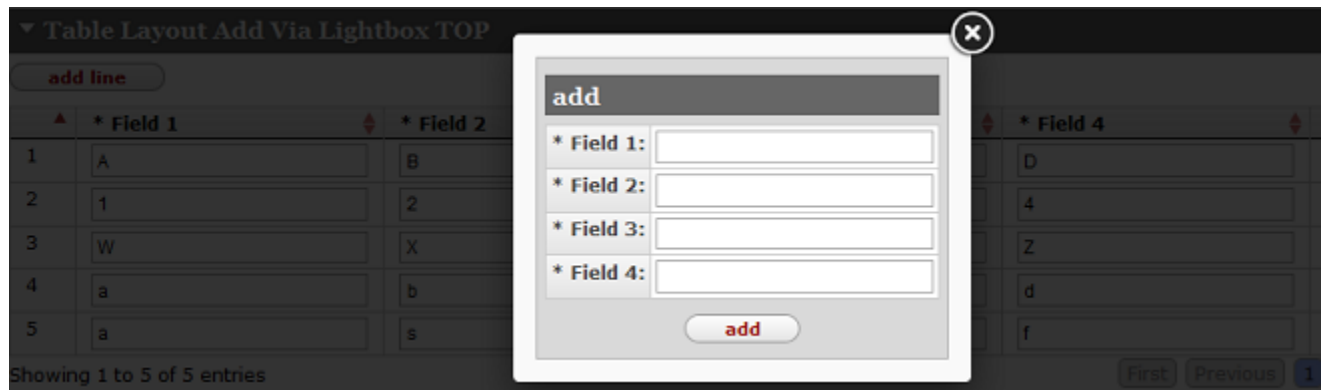 Table Layout Add Via Lightbox TOP
add line
* Field 1 * Field 2 * Field 4
1 A B D
2 1 2 4
3 W X Z
4 a b d
5 a s f
Showing 1 to 5 of 5 entries
First Previous 1
add
* Field 1:
* Field 2:
* Field 3:
* Field 4:
add